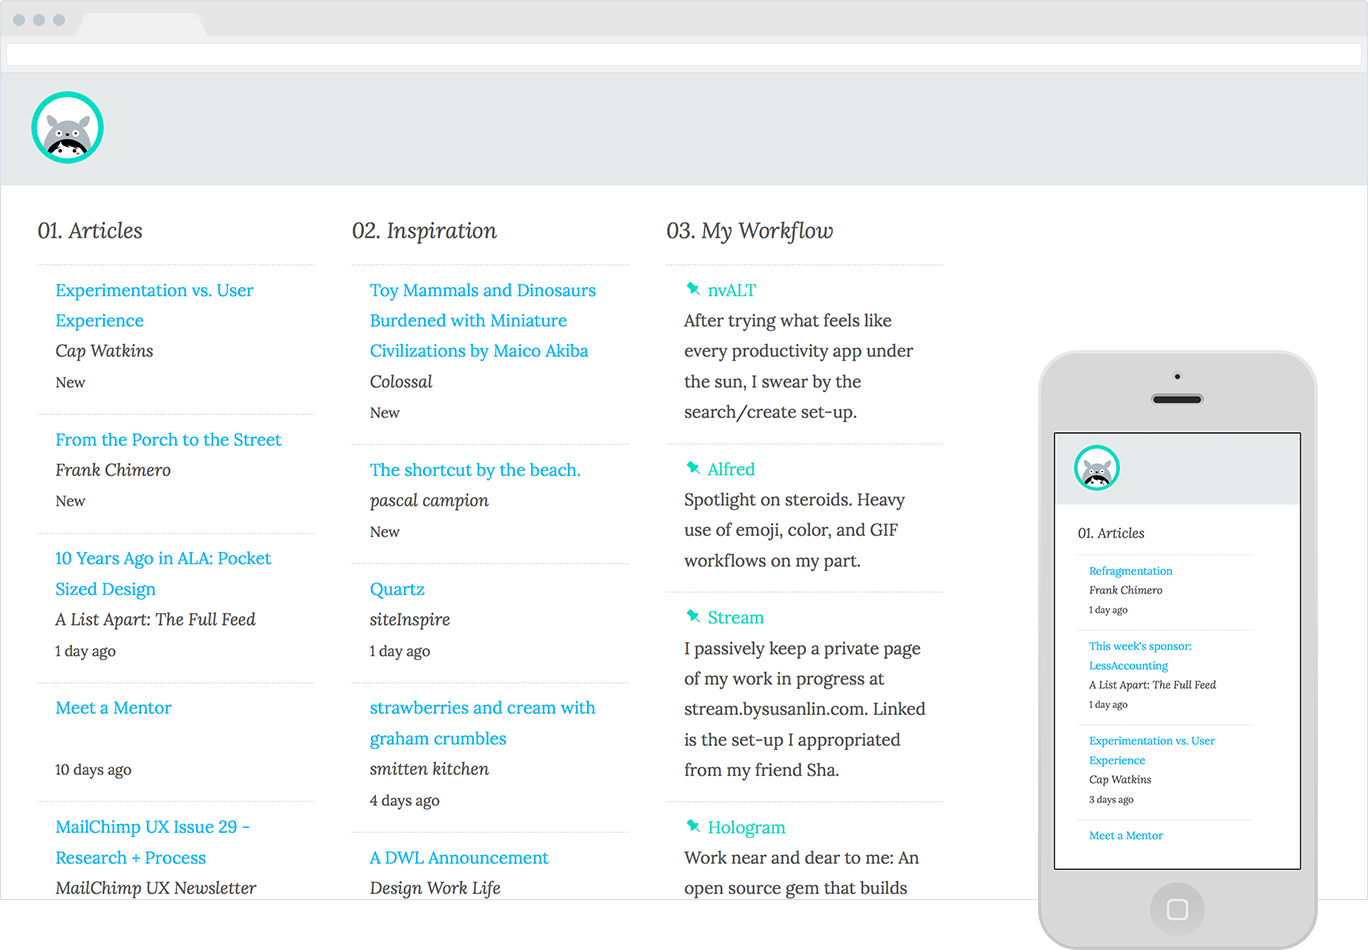 01. Articles
Experimentation vs. User
Experience
Cap Watkins
New
From the Porch to the Street
Frank Chimero
New
10 Years Ago in ALA: Pocket
Sized Design
A List Apart: The Full Feed
1 day ago
Meet a Mentor
10 days ago
MailChimp UX Issue 29 -
Research + Process
MailChimp UX Newsletter
02. Inspiration
Toy Mammals and Dinosaurs
Burdened with Miniature
Civilizations by Maico Akiba
Colossal
New
The shortcut by the beach.
pascal campion
New
Quartz
siteInspire
1 day ago
strawberries and cream with
graham crumbles
smitten kitchen
4 days ago
A DWL Announcement
Design Work Life
03. My Workflow
nvALT
After trying what feels like
every productivity app under
the sun, I swear by the
search/create set-up.
Alfred
Spotlight on steroids. Heavy
use of emoji, color, and GIF
workflows on my part.
Stream
I passively keep a private page
of my work in progress at
stream.bysusanlin.com. Linked
is the set-up I appropriated
from my friend Sha.
Hologram
Work near and dear to me: An
open source gem that builds
01. Articles
Refragmentation
Frank Chimero
1 day ago
This week's sponsor:
LessAccounting
A List Apart: The Full Feed
1 day ago
Experimentation vs. User
Experience
Cap Watkins
3 days ago
Meet a Mentor